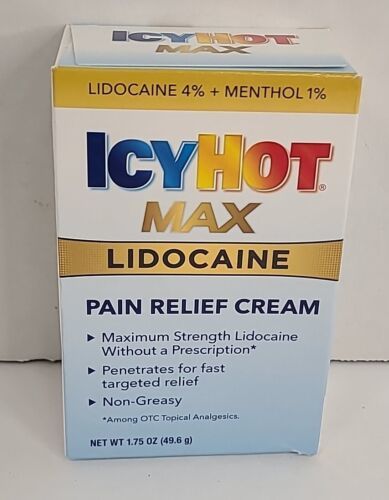 ICYHOT
MAX
LIDOCAINE 4% + MENTHOL 1%
ICYHOT®
MAX
LIDOCAINE
PAIN RELIEF CREAM
▶ Maximum Strength Lidocaine
Without a Prescription*
▶ Penetrates for fast
targeted relief
▶ Non-Greasy
*Among OTC Topical Analgesics.
NET WT 1.75 OZ (49.6 g)